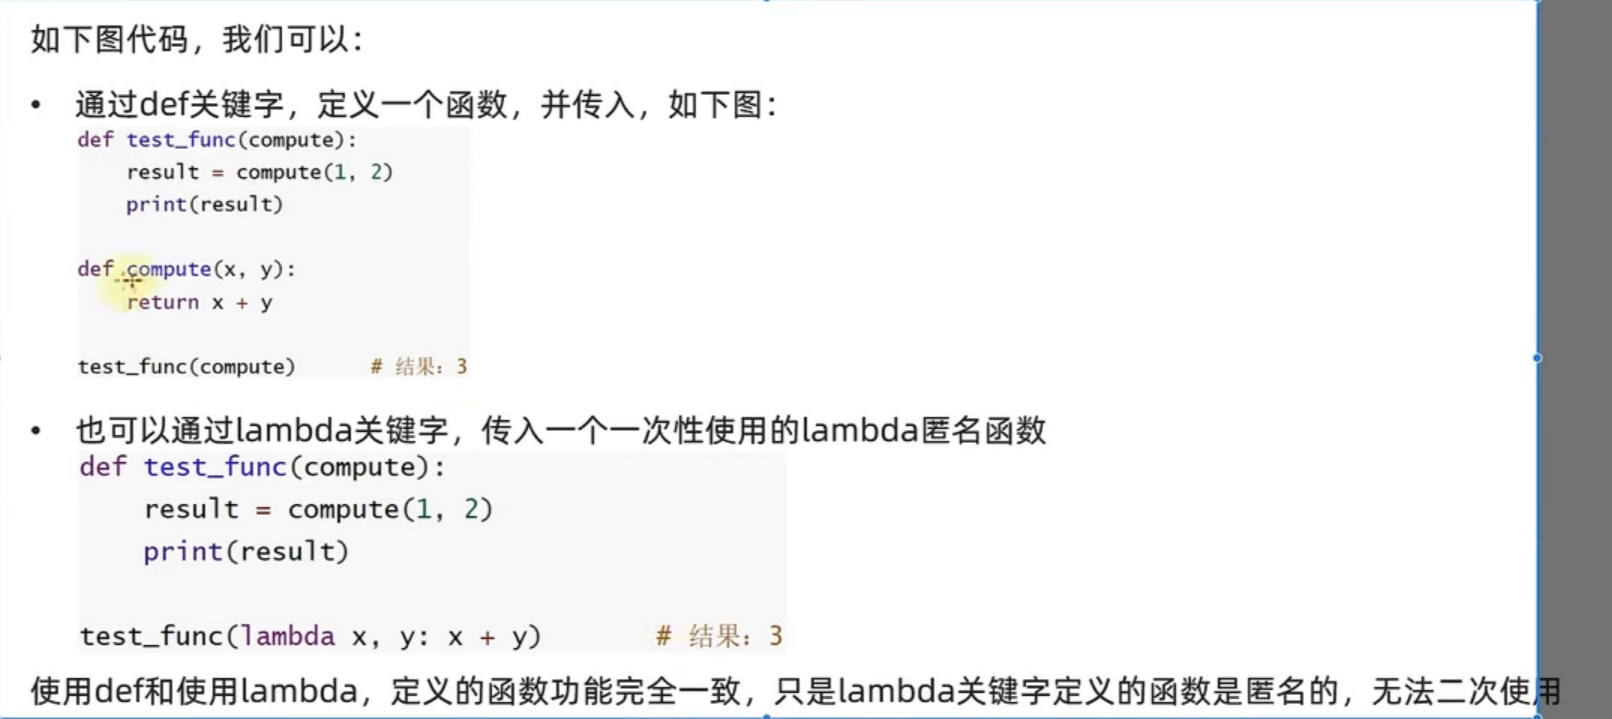 如下图代码，我们可以：
• 通过def关键字，定义一个函数，并传入，如下图：
def test_func(compute):
    result = compute(1, 2)
    print(result)
def compute(x, y):
    return x + y
test_func(compute)      # 结果：3
• 也可以通过lambda关键字，传入一个一次性使用的lambda匿名函数
def test_func(compute):
    result = compute(1, 2)
    print(result)
test_func(lambda x, y: x + y)       # 结果：3
使用def和使用lambda，定义的函数功能完全一致，只是lambda关键字定义的函数是匿名的，无法二次使用